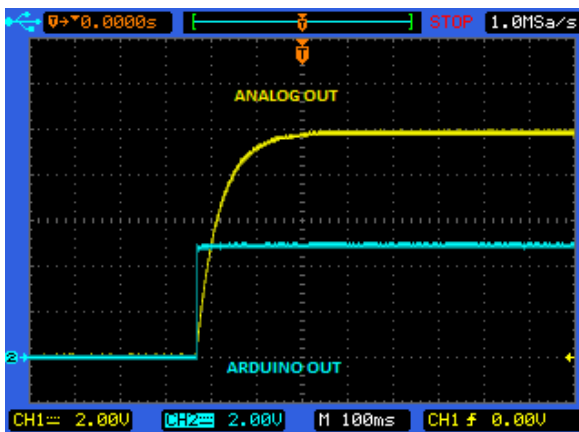 →▼0.0000s STOP 1.0MSa/s
T
ANALOG OUT
2
ARDUINO OUT
CH1 2.00V CH2 2.00V M 100ms CH1 0.00V